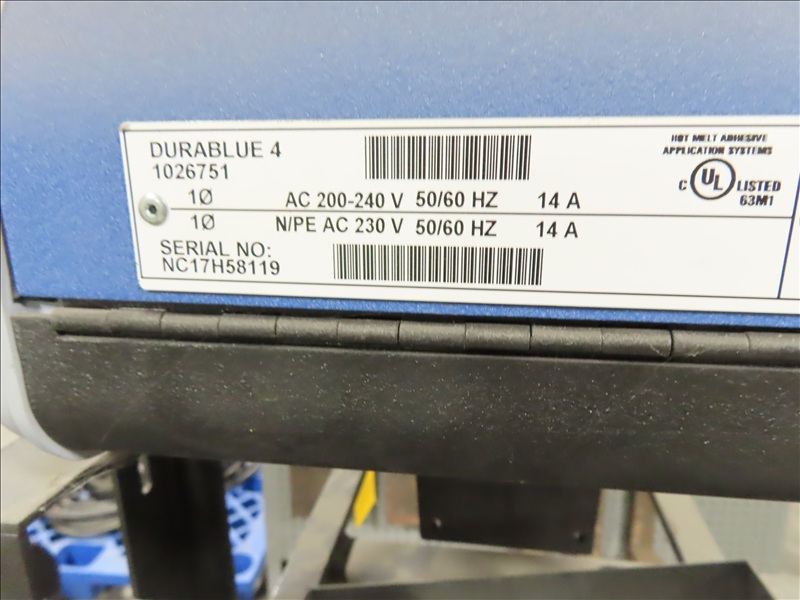 DURABLUE 4
1026751
1Ø AC 200-240 V 50/60 HZ 14 A
1Ø N/PE AC 230 V 50/60 HZ 14 A
SERIAL NO:
NC17H58119
HOT MELT ADHESIVE
APPLICATION SYSTEMS
C UL LISTED
63M1